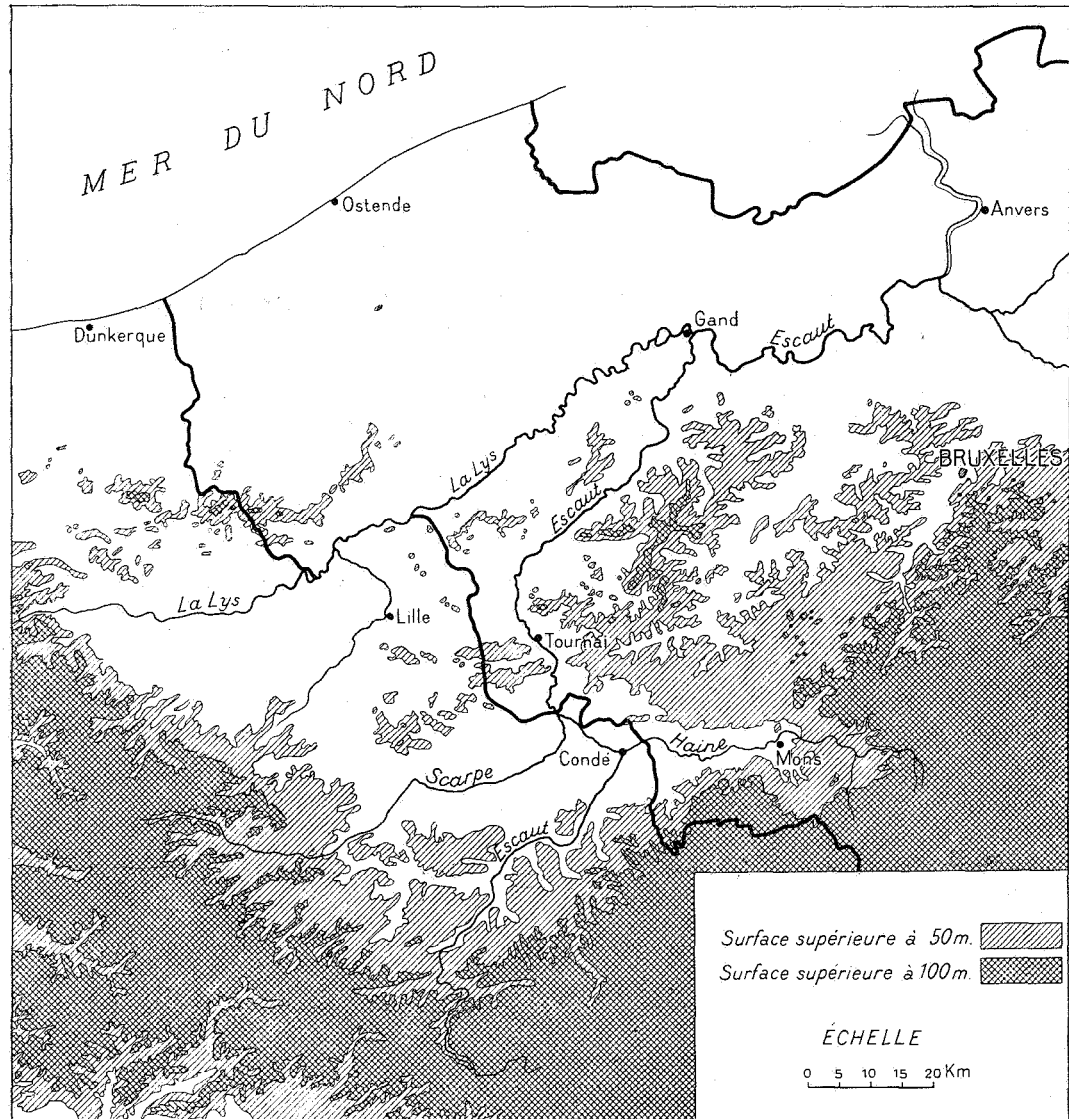 MER DU NORD
Ostende
Anvers
Dunkerque
Gand
Escaut
BRUXELLES
La Lys
Escaut
La Lys
Lille
Tournai
Condé
Haine
Mons
Scarpe
Escaut
Surface supérieure à 50m.
Surface supérieure à 100m.
ÉCHELLE
0 5 10 15 20 Km